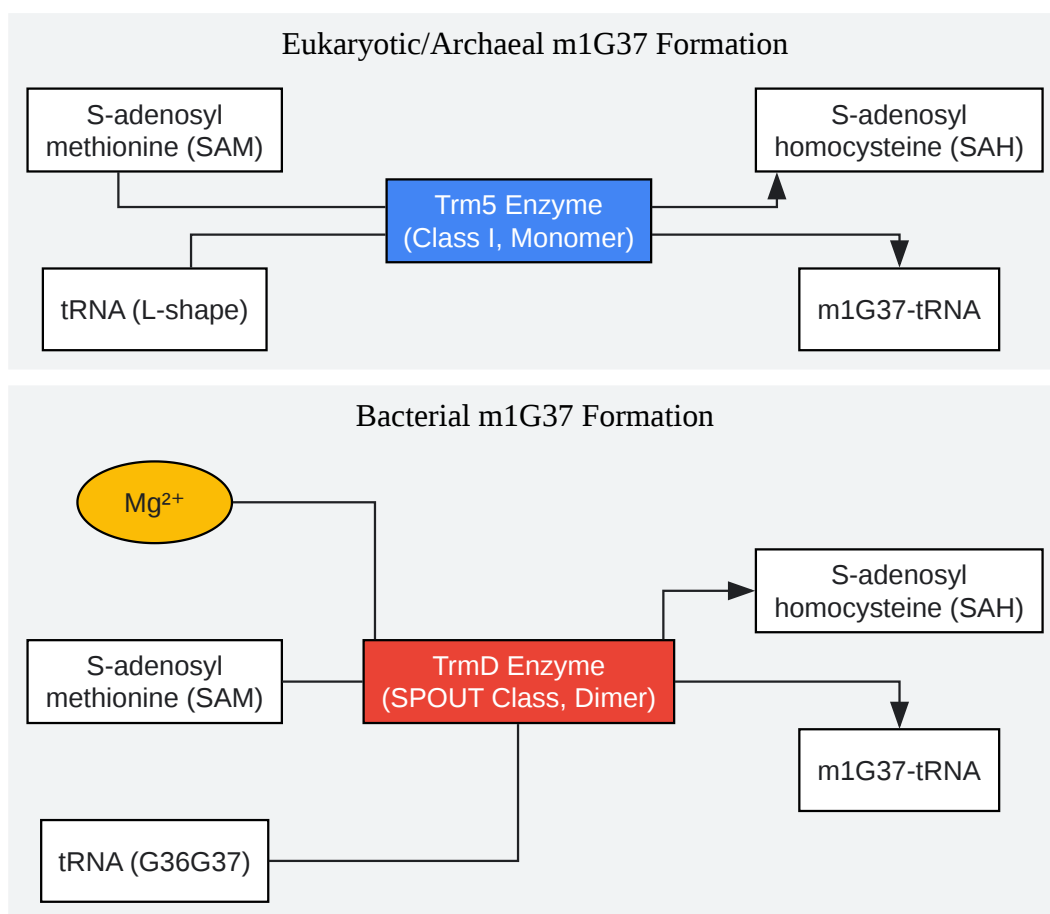 Eukaryotic/Archaeal m1G37 Formation
S-adenosyl
methionine (SAM)
S-adenosyl
homocysteine (SAH)
Trm5 Enzyme
(Class I, Monomer)
tRNA (L-shape)
m1G37-tRNA
Bacterial m1G37 Formation
Mg²⁺
S-adenosyl
homocysteine (SAH)
S-adenosyl
methionine (SAM)
TrmD Enzyme
(SPOUT Class, Dimer)
m1G37-tRNA
tRNA (G36G37)